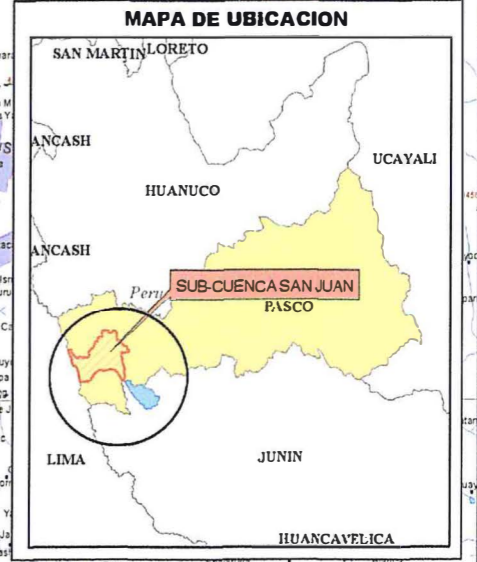 MAPA DE UBICACION
SAN MARTIN LORETO
ANCASH
UCAYALI
HUANUCO
ANCASH
Peru
SUB-CUENCA SAN JUAN
PASCO
LIMA
JUNIN
HUANCAVELICA